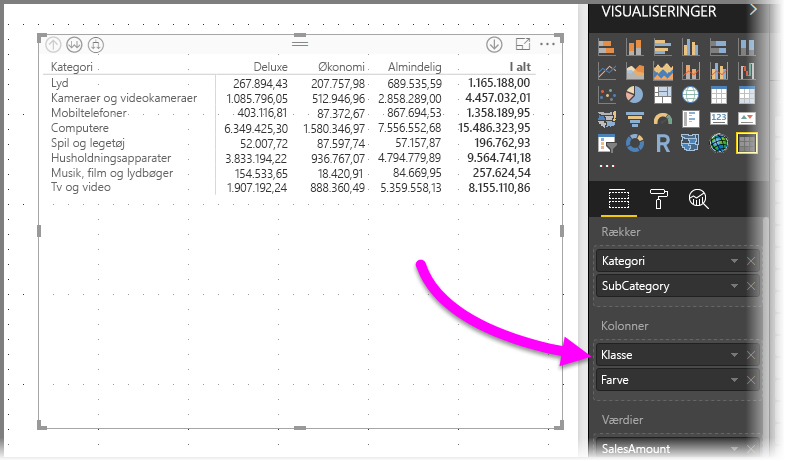 VISUALISERINGER
Kategori Deluxe Økonomi Almindelig I alt
Lyd 267.894,43 207.757,98 689.535,59 1.165.188,00
Kameraer og videokameraer 1.085.796,05 512.946,96 2.858.289,00 4.457.032,01
Mobiltelefoner 403.116,81 87.372,67 867.694,53 1.358.189,95
Computere 6.349.425,30 1.580.346,97 7.556.552,68 15.486.323,95
Spil og legetøj 52.007,72 87.597,74 57.157,87 196.762,93
Husholdningsapparater 3.833.194,22 936.767,07 4.794.779,89 9.564.741,18
Musik, film og lydbøger 154.533,65 18.420,91 84.669,95 257.624,54
Tv og video 1.907.192,24 888.360,49 5.359.558,13 8.155.110,86
123
R
Rækker
Kategori
SubCategory
Kolonner
Klasse
Farve
Værdier
SalesAmount